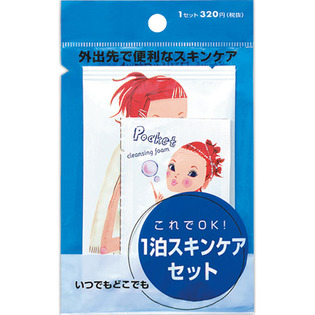 1セット320円(税抜)
外出先で便利なスキンケア
Pocket
cleansing foam
これでOK!
1泊スキンケア
セット
いつでもどこでも